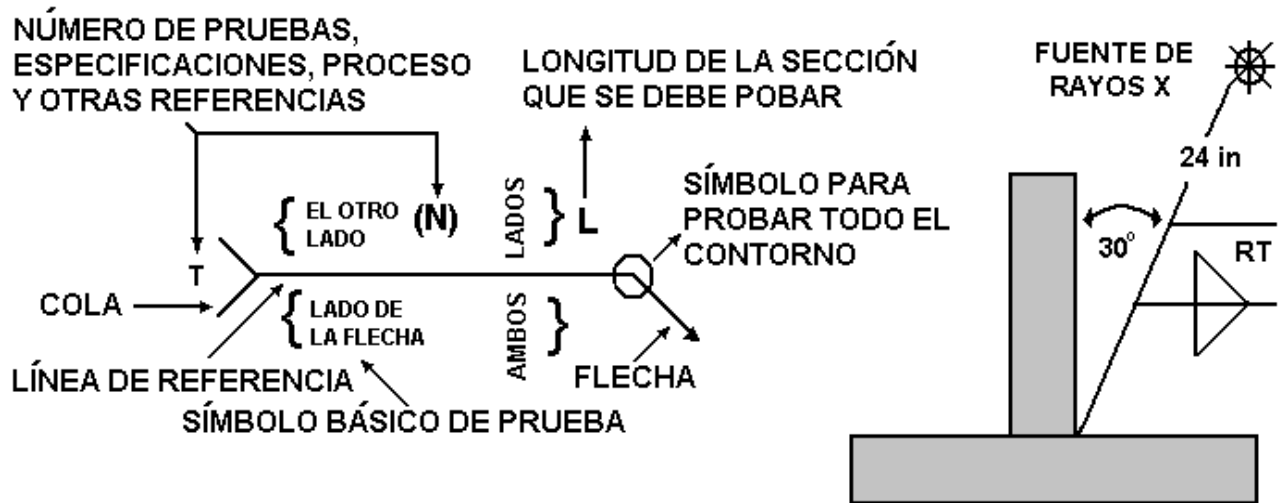 NÚMERO DE PRUEBAS,
ESPECIFICACIONES, PROCESO
Y OTRAS REFERENCIAS
LONGITUD DE LA SECCIÓN
QUE SE DEBE POBAR
FUENTE DE
RAYOS X
24 in
SÍMBOLO PARA
PROBAR TODO EL
CONTORNO
EL OTRO
LADO
(N)
LADOS
L
30°
RT
T
COLA
LADO DE
LA FLECHA
AMBOS
LÍNEA DE REFERENCIA
FLECHA
SÍMBOLO BÁSICO DE PRUEBA